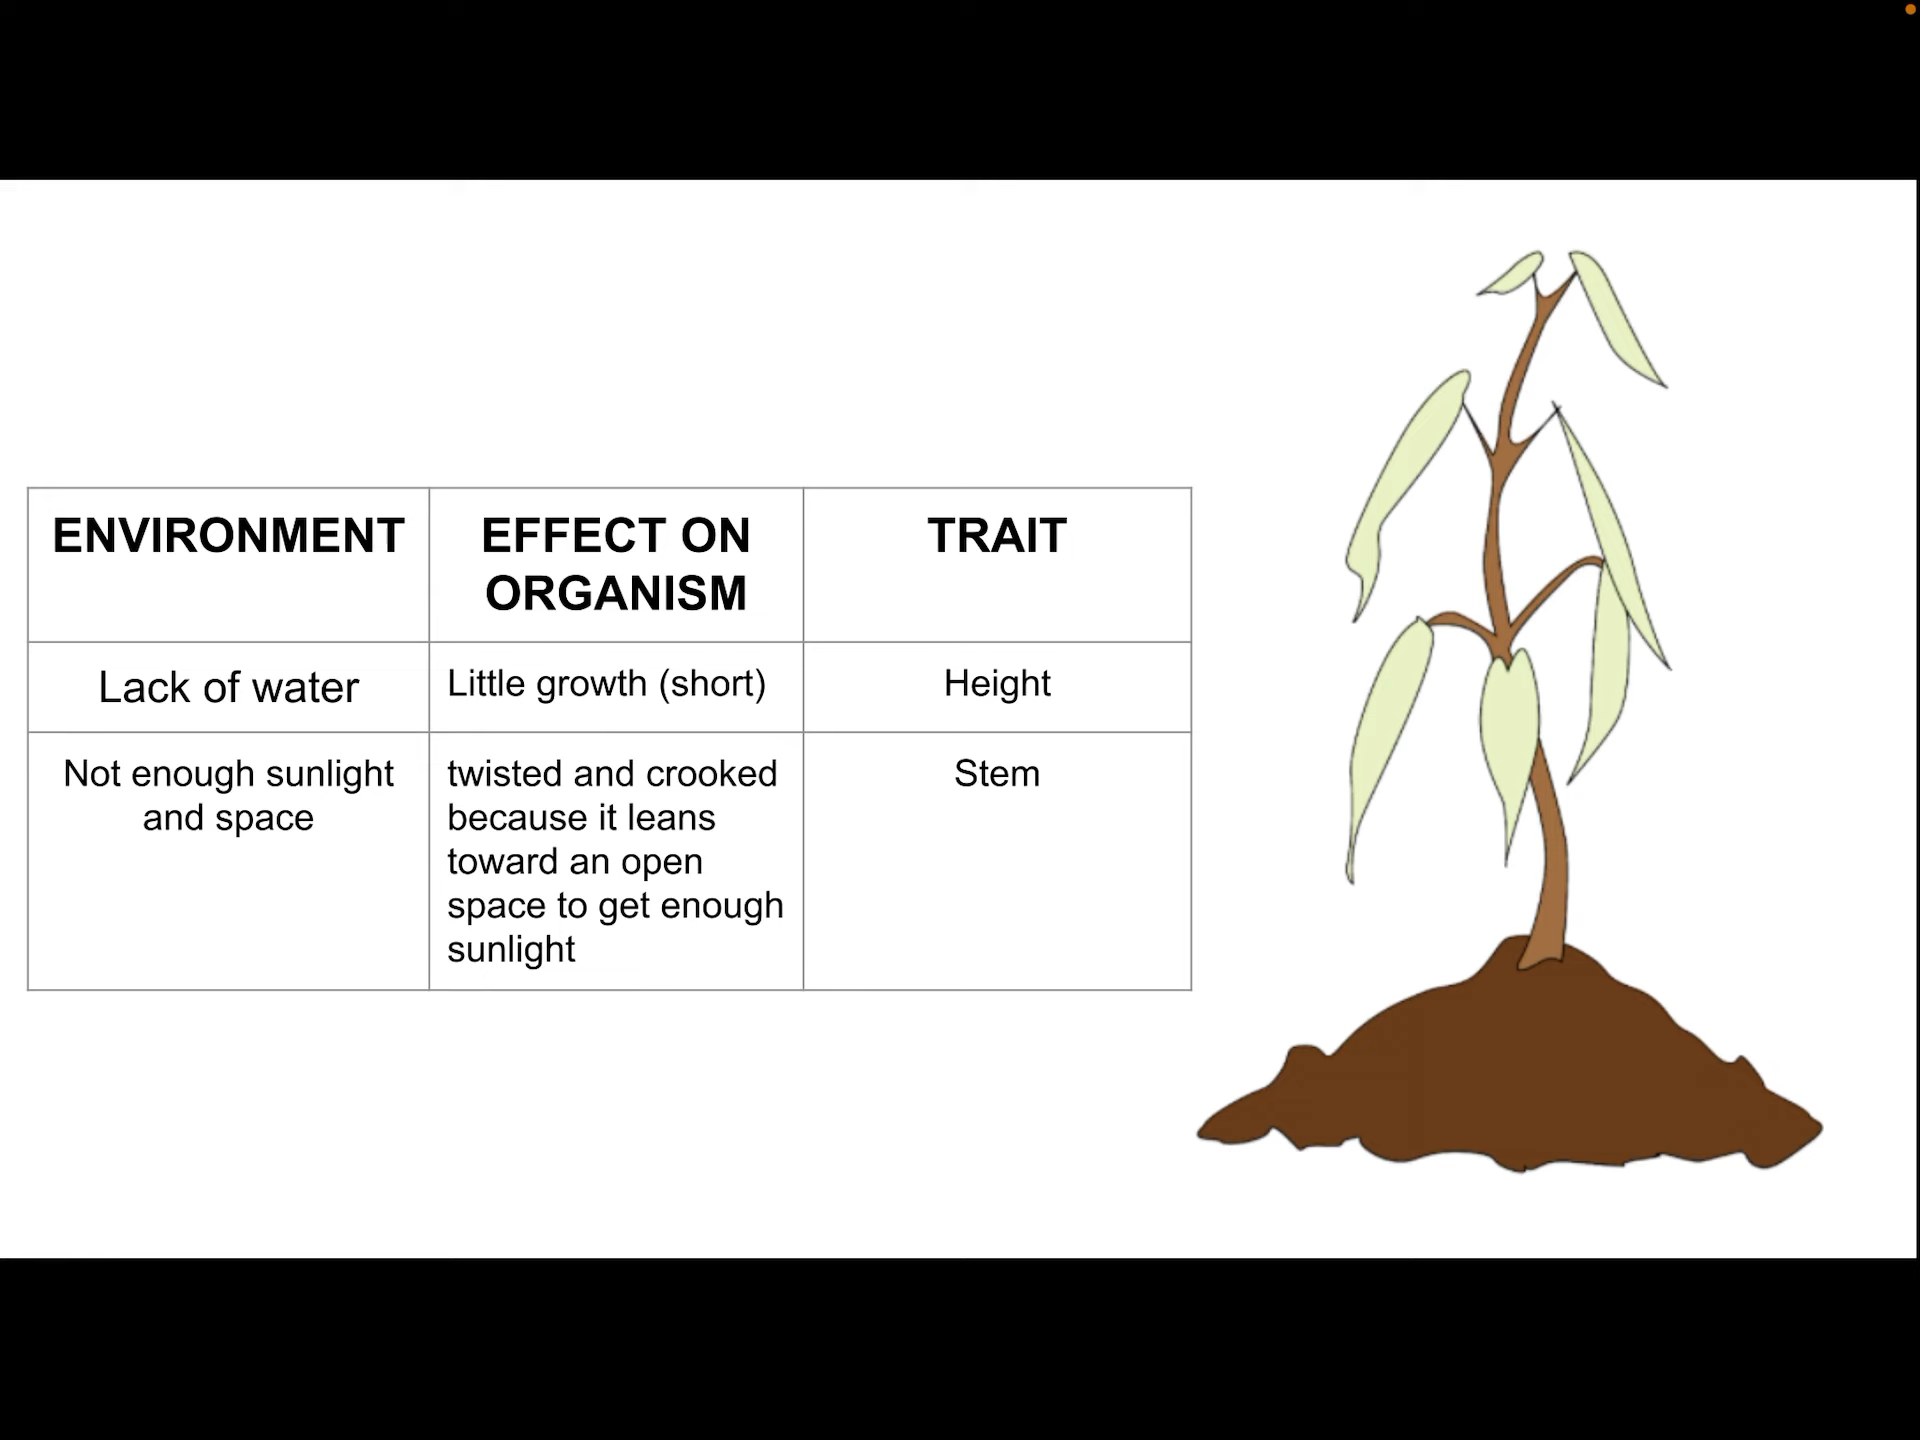 ENVIRONMENT
EFFECT ON
ORGANISM
TRAIT
Lack of water
Little growth (short)
Height
Not enough sunlight
and space
twisted and crooked
because it leans
toward an open
space to get enough
sunlight
Stem